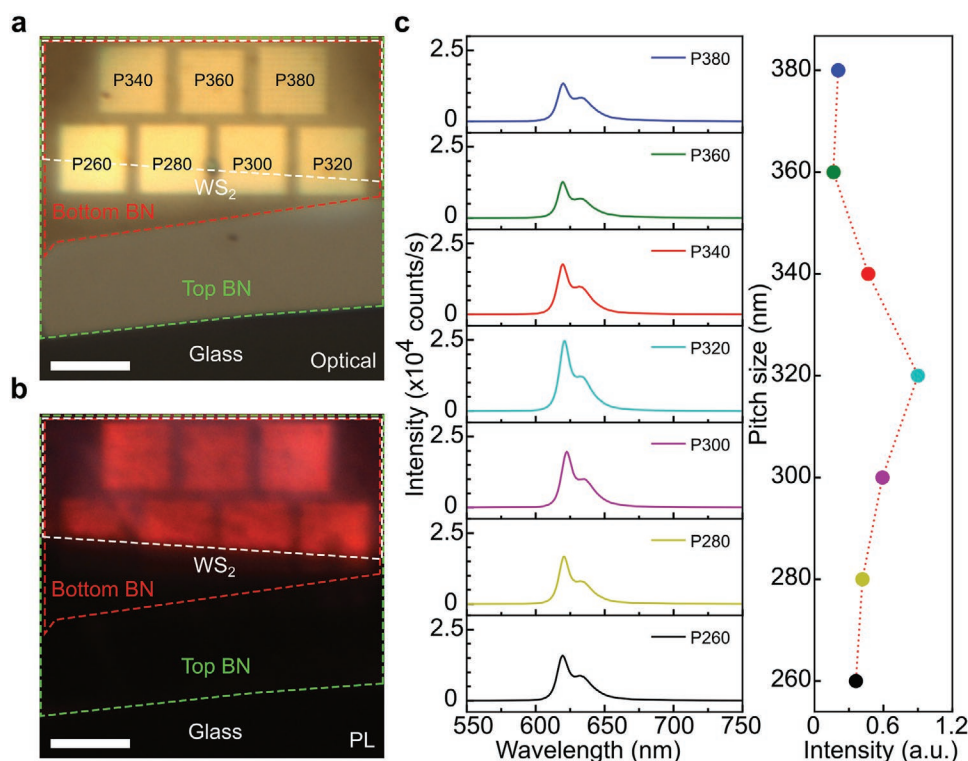 a
P340 P360 P380
P260 P280 P300 P320
WS₂
Bottom BN
Top BN
Glass
Optical
b
WS₂
Bottom BN
Top BN
Glass
PL
c
Intensity (x10⁴ counts/s)
2.5
0
P380
2.5
0
P360
2.5
0
P340
2.5
0
P320
2.5
0
P300
2.5
0
P280
2.5
0
P260
550 600 650 700 750
Wavelength (nm)
Pitch size (nm)
380
360
340
320
300
280
260
0 0.6 1.2
Intensity (a.u.)